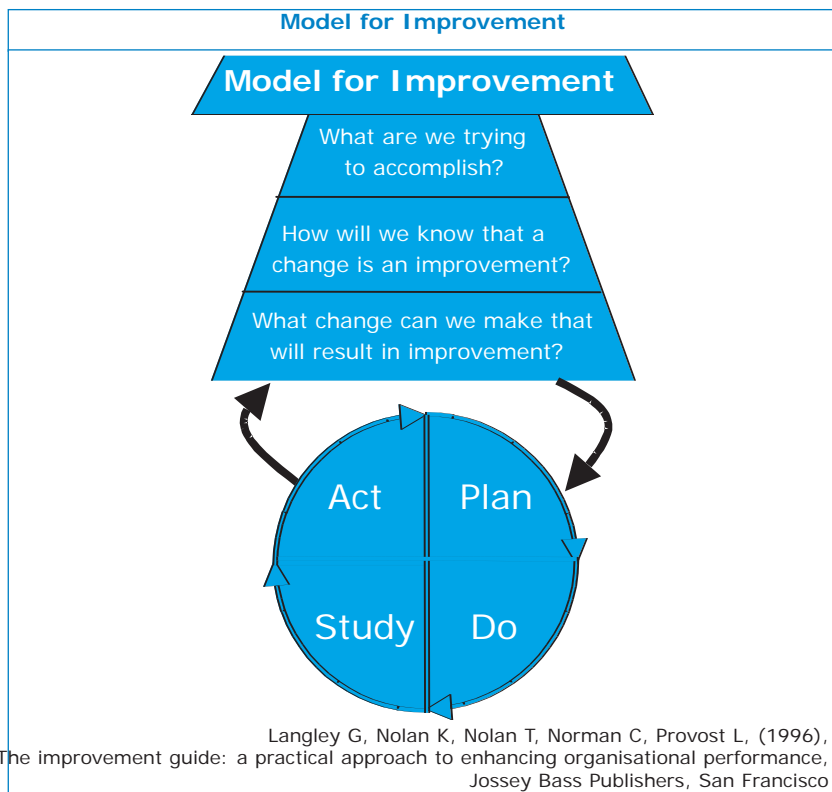 Model for Improvement
Model for Improvement
What are we trying
to accomplish?
How will we know that a
change is an improvement?
What change can we make that
will result in improvement?
Act
Plan
Study
Do
Langley G, Nolan K, Nolan T, Norman C, Provost L, (1996),
The improvement guide: a practical approach to enhancing organisational performance,
Jossey Bass Publishers, San Francisco